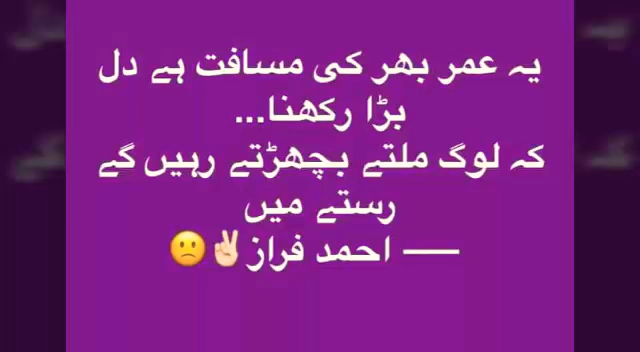 یہ عمر بھر کی مسافت ہے دل
بڑا رکھنا...
کہ لوگ ملتے بچھڑتے رہیں گے
رستے میں
— احمد فراز✌🏻🙁